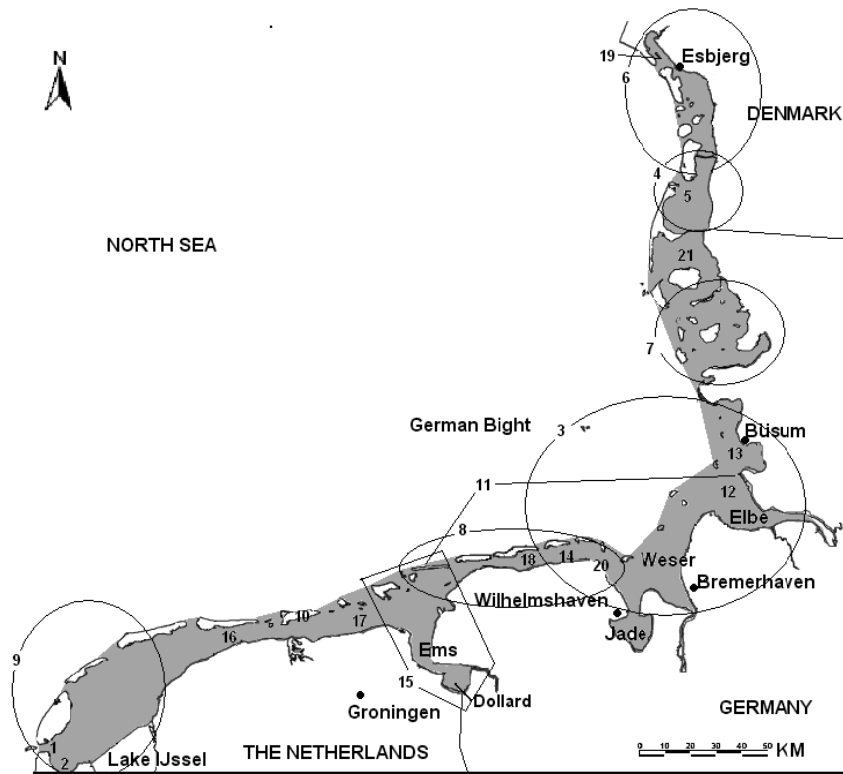 N
19
Esbjerg
6
DENMARK
4
5
NORTH SEA
21
7
German Bight
3
Büsum
13
11
12
Elbe
8
18
14
20
Weser
Bremerhaven
Wilhelmshaven
10
17
16
Jade
Ems
9
15
Dollard
Groningen
GERMANY
1
2
Lake IJssel
THE NETHERLANDS
0 10 20 30 40 50
KM